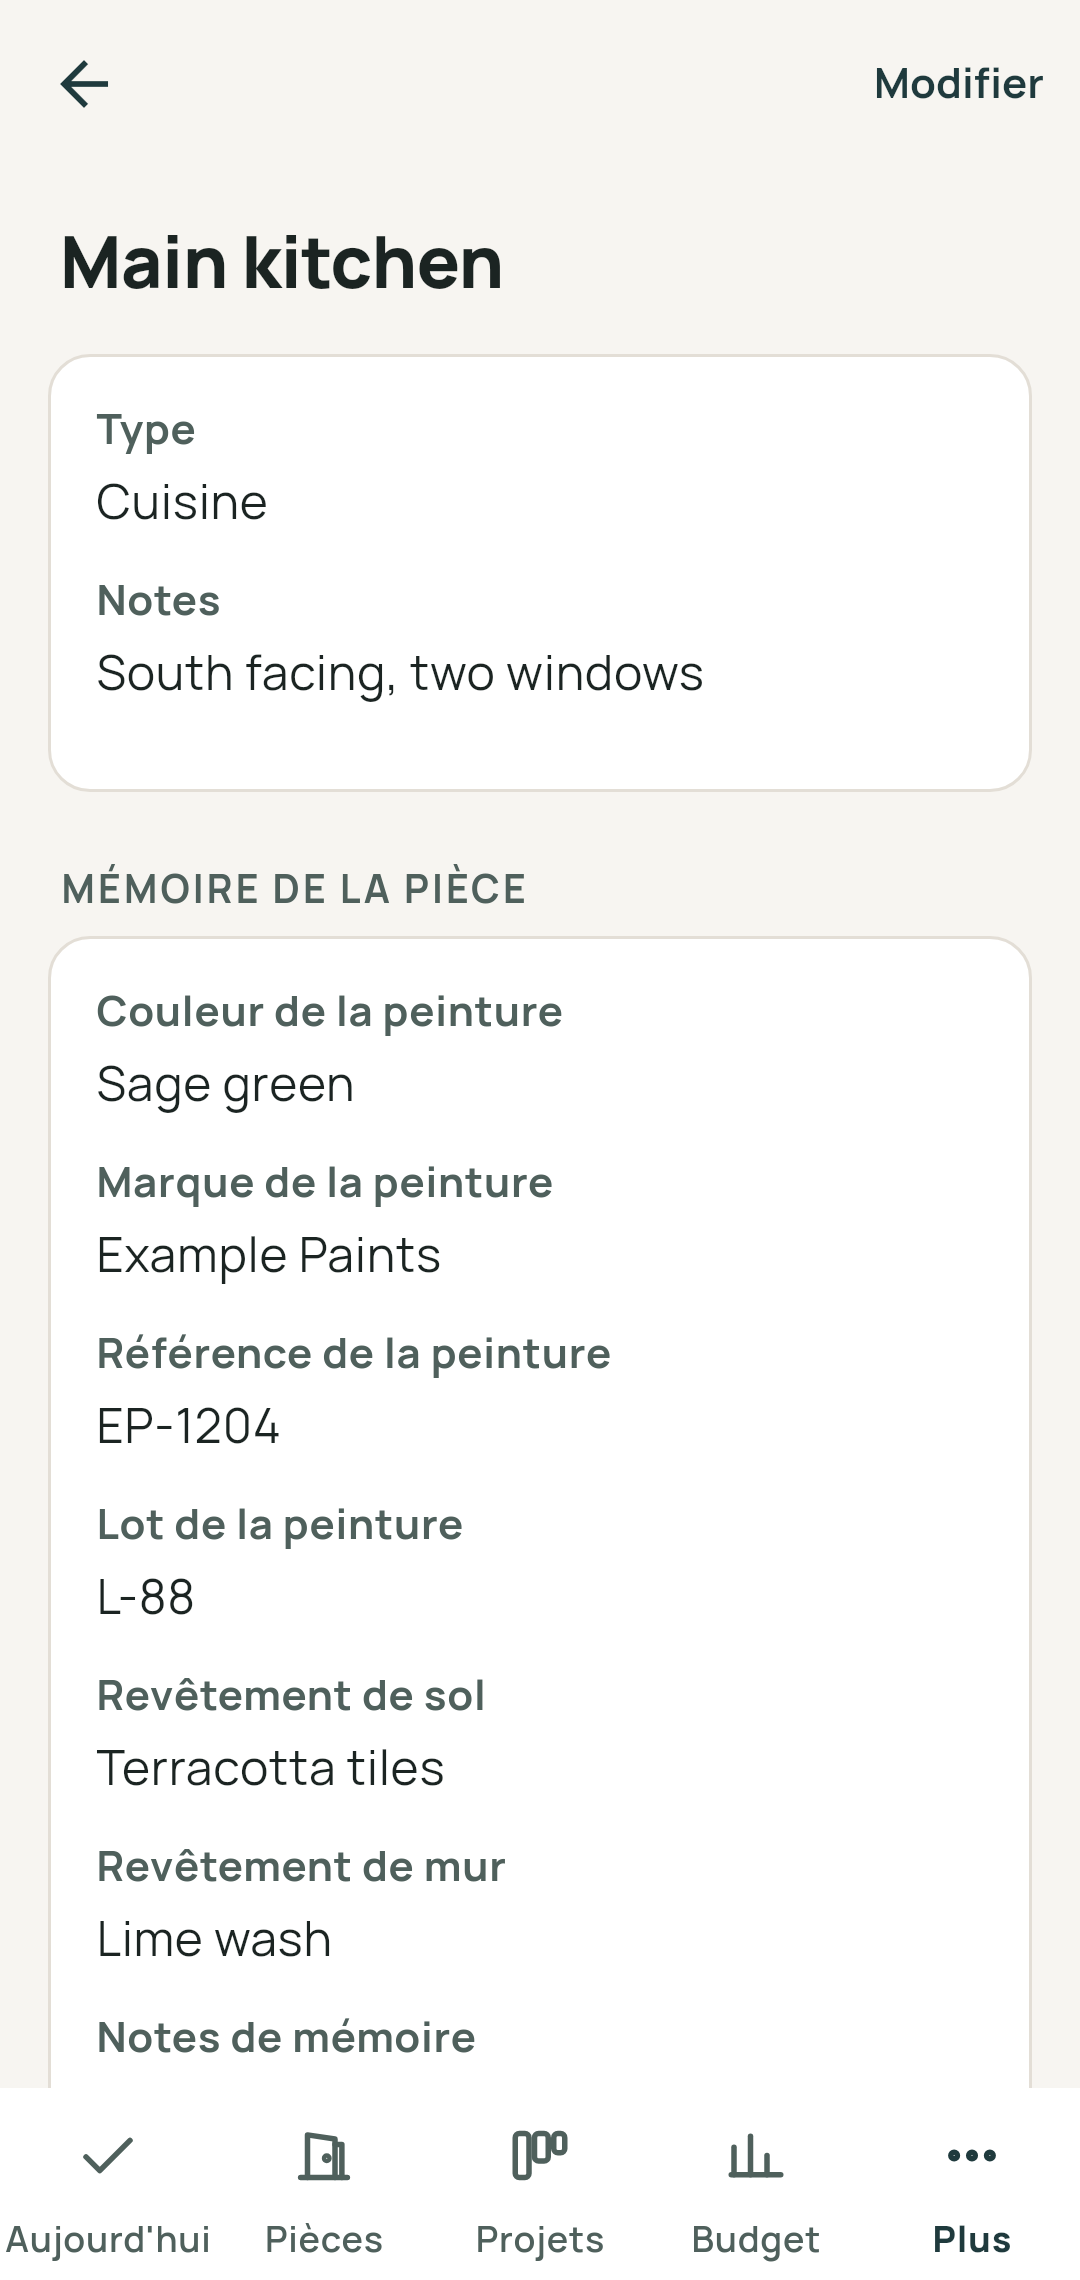 Modifier
Main kitchen
Type
Cuisine
Notes
South facing, two windows
MÉMOIRE DE LA PIÈCE
Couleur de la peinture
Sage green
Marque de la peinture
Example Paints
Référence de la peinture
EP-1204
Lot de la peinture
L-88
Revêtement de sol
Terracotta tiles
Revêtement de mur
Lime wash
Notes de mémoire
Aujourd'hui
Pièces
Projets
Budget
Plus